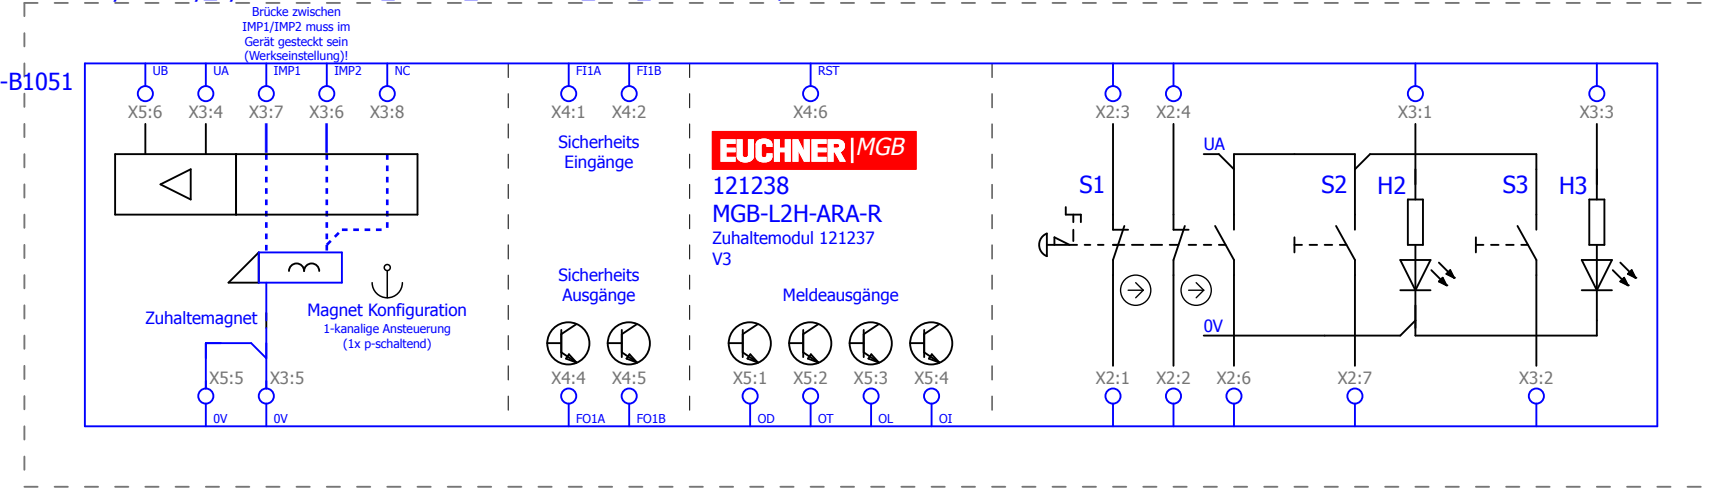 Brücke zwischen
IMP1/IMP2 muss im
Gerät gesteckt sein
(Werkseinstellung)!
-B1051
UB UA IMP1 IMP2 NC FI1A FI1B RST
X5:6 X3:4 X3:7 X3:6 X3:8 X4:1 X4:2 X4:6 X2:3 X2:4 X3:1 X3:3
Sicherheits
Eingänge
EUCHNER|MGB
121238
MGB-L2H-ARA-R
Zuhaltemodul 121237
V3
UA
S1 S2 H2 S3 H3
Sicherheits
Ausgänge
Meldeausgänge
Zuhaltemagnet
Magnet Konfiguration
1-kanalige Ansteuerung
(1x p-schaltend)
0V
X5:5 X3:5 X4:4 X4:5 X5:1 X5:2 X5:3 X5:4 X2:1 X2:2 X2:6 X2:7 X3:2
0V 0V FO1A FO1B OD OT OL OI